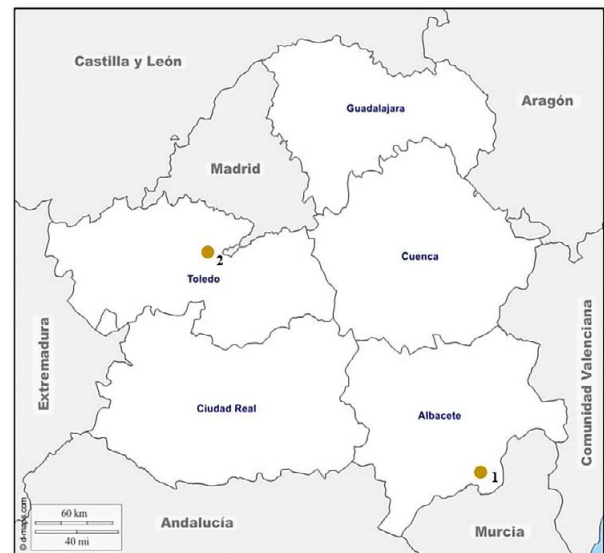 Castilla y León
Guadalajara
Aragón
Madrid
2
Cuenca
Toledo
Extremadura
Comunidad Valenciana
Ciudad Real
Albacete
1
60 km
40 mi
Andalucía
Murcia
© d-maps.com